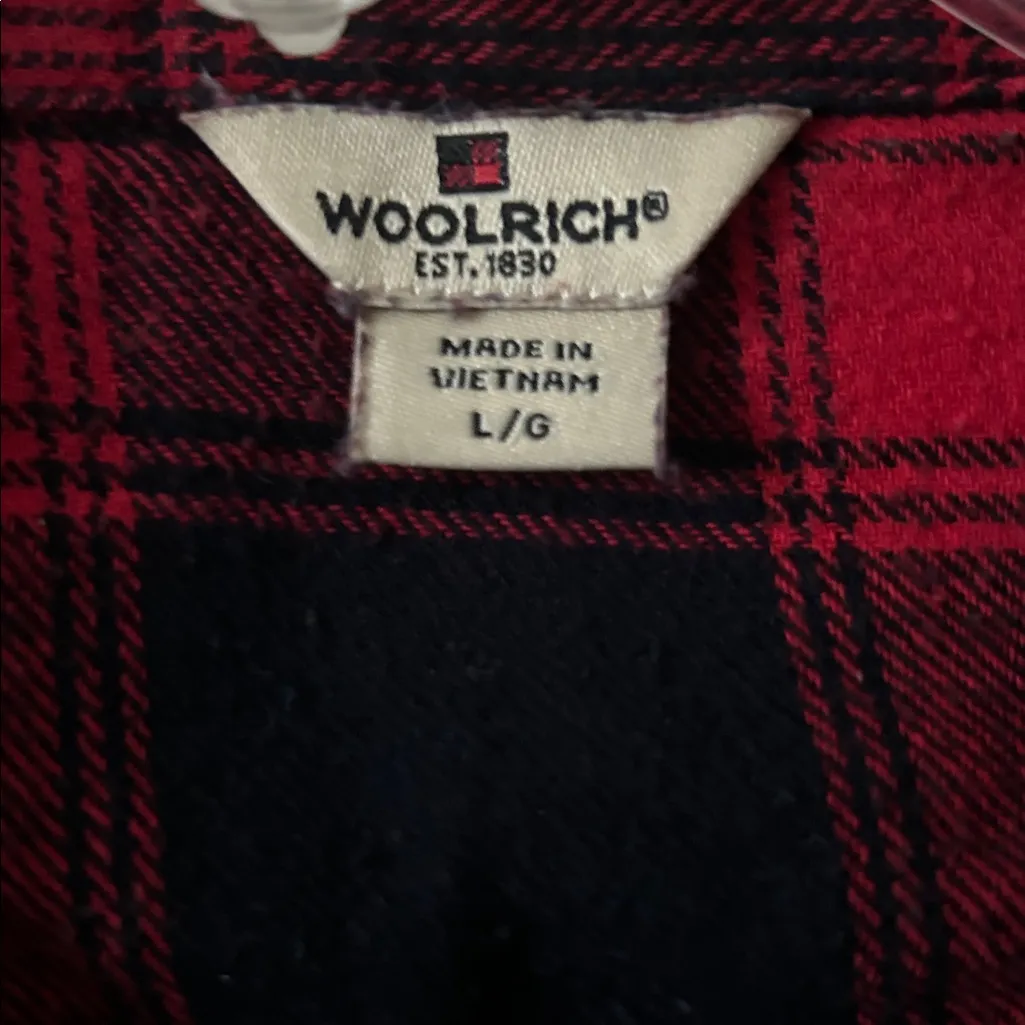 WOOLRICH®
EST. 1830
MADE IN
VIETNAM
L/G